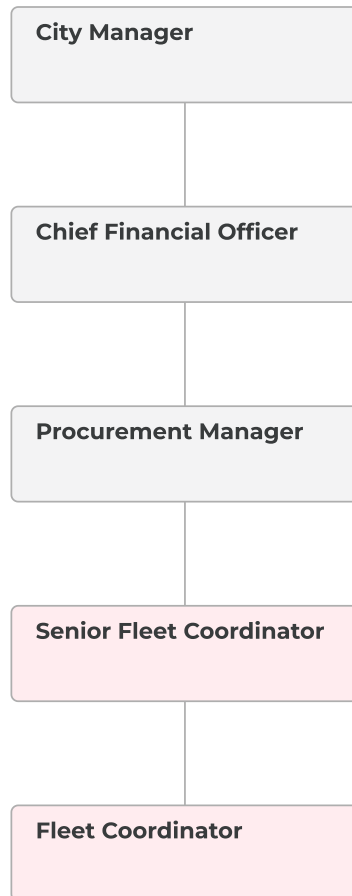 City Manager
Chief Financial Officer
Procurement Manager
Senior Fleet Coordinator
Fleet Coordinator